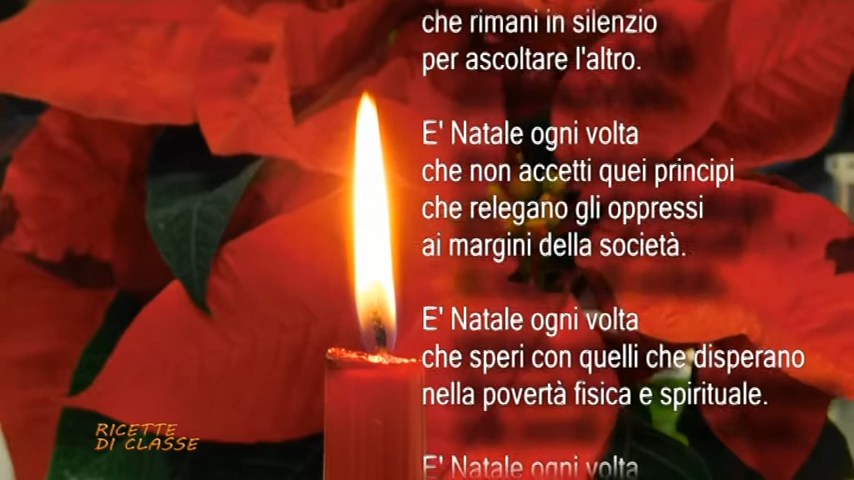 che rimani in silenzio
per ascoltare l'altro.
E' Natale ogni volta
che non accetti quei principi
che relegano gli oppressi
ai margini della società.
E' Natale ogni volta
che speri con quelli che disperano
nella povertà fisica e spirituale.
E' Natale ogni volta
RICETTE
DI CLASSE